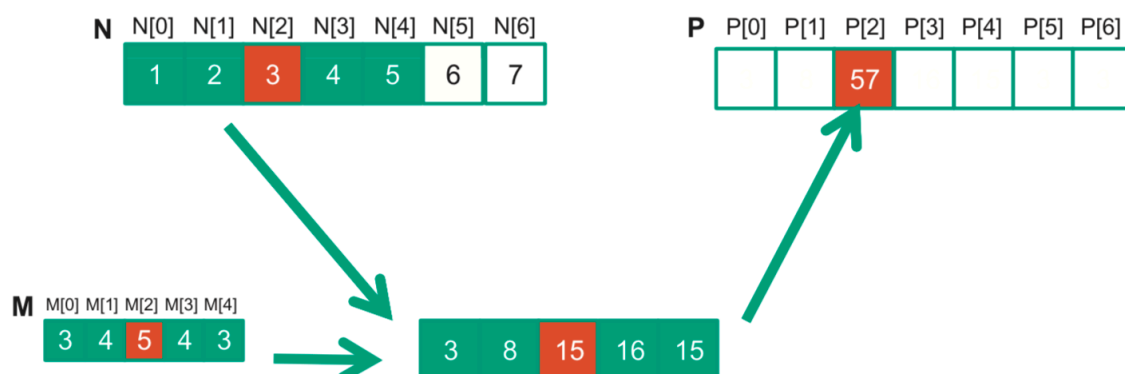 N N[0] N[1] N[2] N[3] N[4] N[5] N[6]
1 2 3 4 5 6 7
P P[0] P[1] P[2] P[3] P[4] P[5] P[6]
57
M M[0] M[1] M[2] M[3] M[4]
3 4 5 4 3
3 8 15 16 15